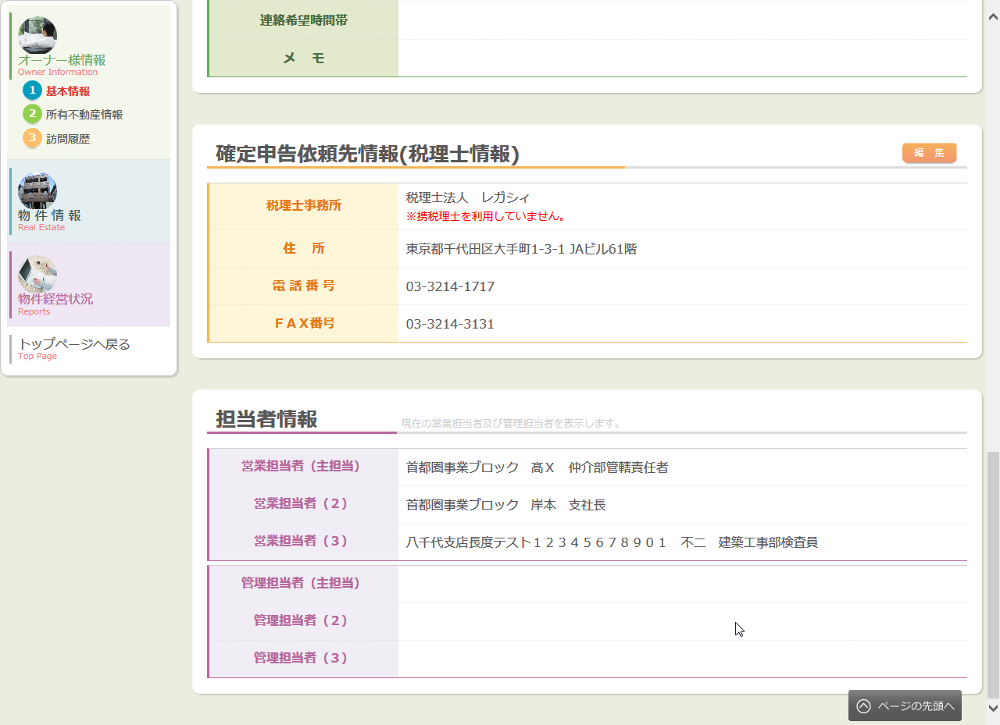 オーナー様情報
Owner Information
1 基本情報
2 所有不動産情報
3 訪問履歴
物 件 情 報
Real Estate
物件経営状況
Reports
トップページへ戻る
Top Page
連絡希望時間帯
メ　モ
確定申告依頼先情報(税理士情報)
編　集
税理士事務所 税理士法人　レガシィ
※携税理士を利用していません。
住　所 東京都千代田区大手町1-3-1 JAビル61階
電 話 番 号 03-3214-1717
ＦＡＸ番号 03-3214-3131
担当者情報 現在の営業担当者及び管理担当者を表示します。
営業担当者（主担当） 首都圏事業ブロック　髙Ｘ　仲介部管轄責任者
営業担当者（２） 首都圏事業ブロック　岸本　支社長
営業担当者（３） 八千代支店長度テスト１２３４５６７８９０１　不二　建築工事部検査員
管理担当者（主担当）
管理担当者（２）
管理担当者（３）
ページの先頭へ